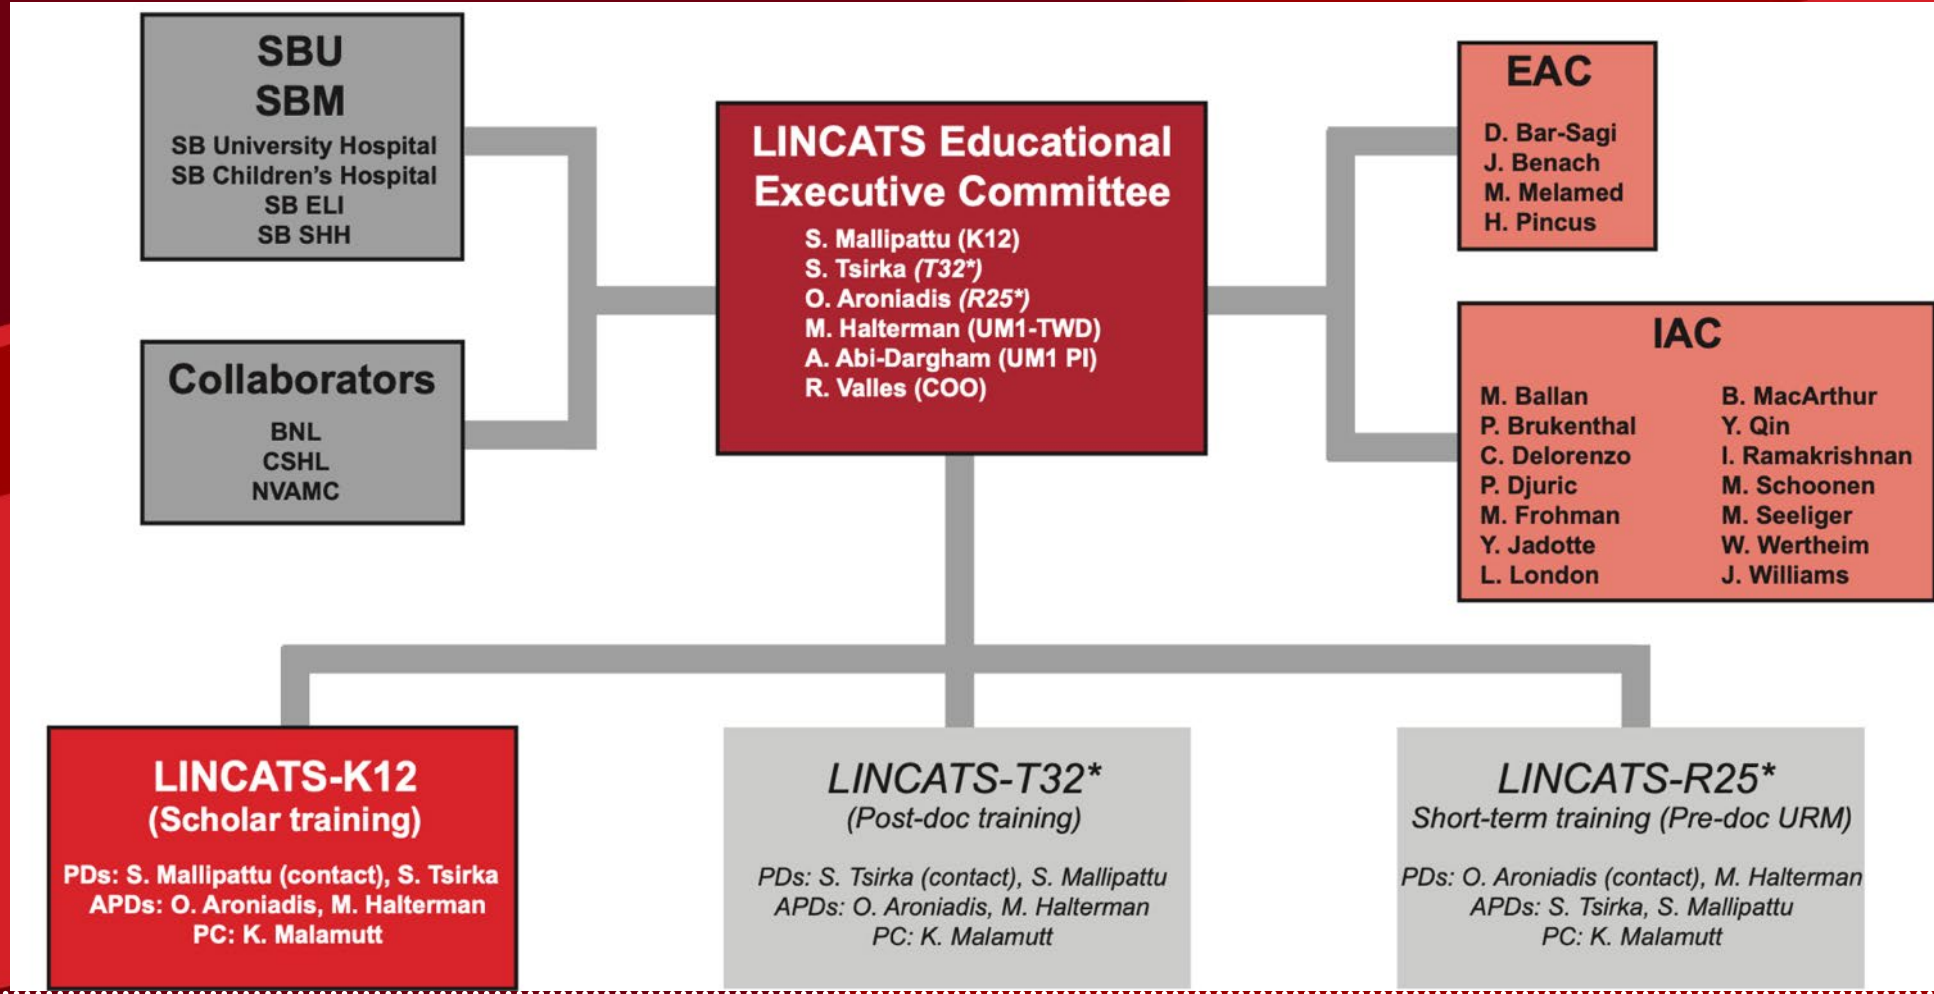 SBU
SBM
SB University Hospital
SB Children's Hospital
SB ELI
SB SHH
Collaborators
BNL
CSHL
NVAMC
LINCATS Educational
Executive Committee
S. Mallipattu (K12)
S. Tsirka (T32*)
O. Aroniadis (R25*)
M. Halterman (UM1-TWD)
A. Abi-Dargham (UM1 PI)
R. Valles (COO)
EAC
D. Bar-Sagi
J. Benach
M. Melamed
H. Pincus
IAC
M. Ballan
P. Brukenthal
C. Delorenzo
P. Djuric
M. Frohman
Y. Jadotte
L. London
B. MacArthur
Y. Qin
I. Ramakrishnan
M. Schoonen
M. Seeliger
W. Wertheim
J. Williams
LINCATS-K12
(Scholar training)
PDs: S. Mallipattu (contact), S. Tsirka
APDs: O. Aroniadis, M. Halterman
PC: K. Malamutt
LINCATS-T32*
(Post-doc training)
PDs: S. Tsirka (contact), S. Mallipattu
APDs: O. Aroniadis, M. Halterman
PC: K. Malamutt
LINCATS-R25*
Short-term training (Pre-doc URM)
PDs: O. Aroniadis (contact), M. Halterman
APDs: S. Tsirka, S. Mallipattu
PC: K. Malamutt